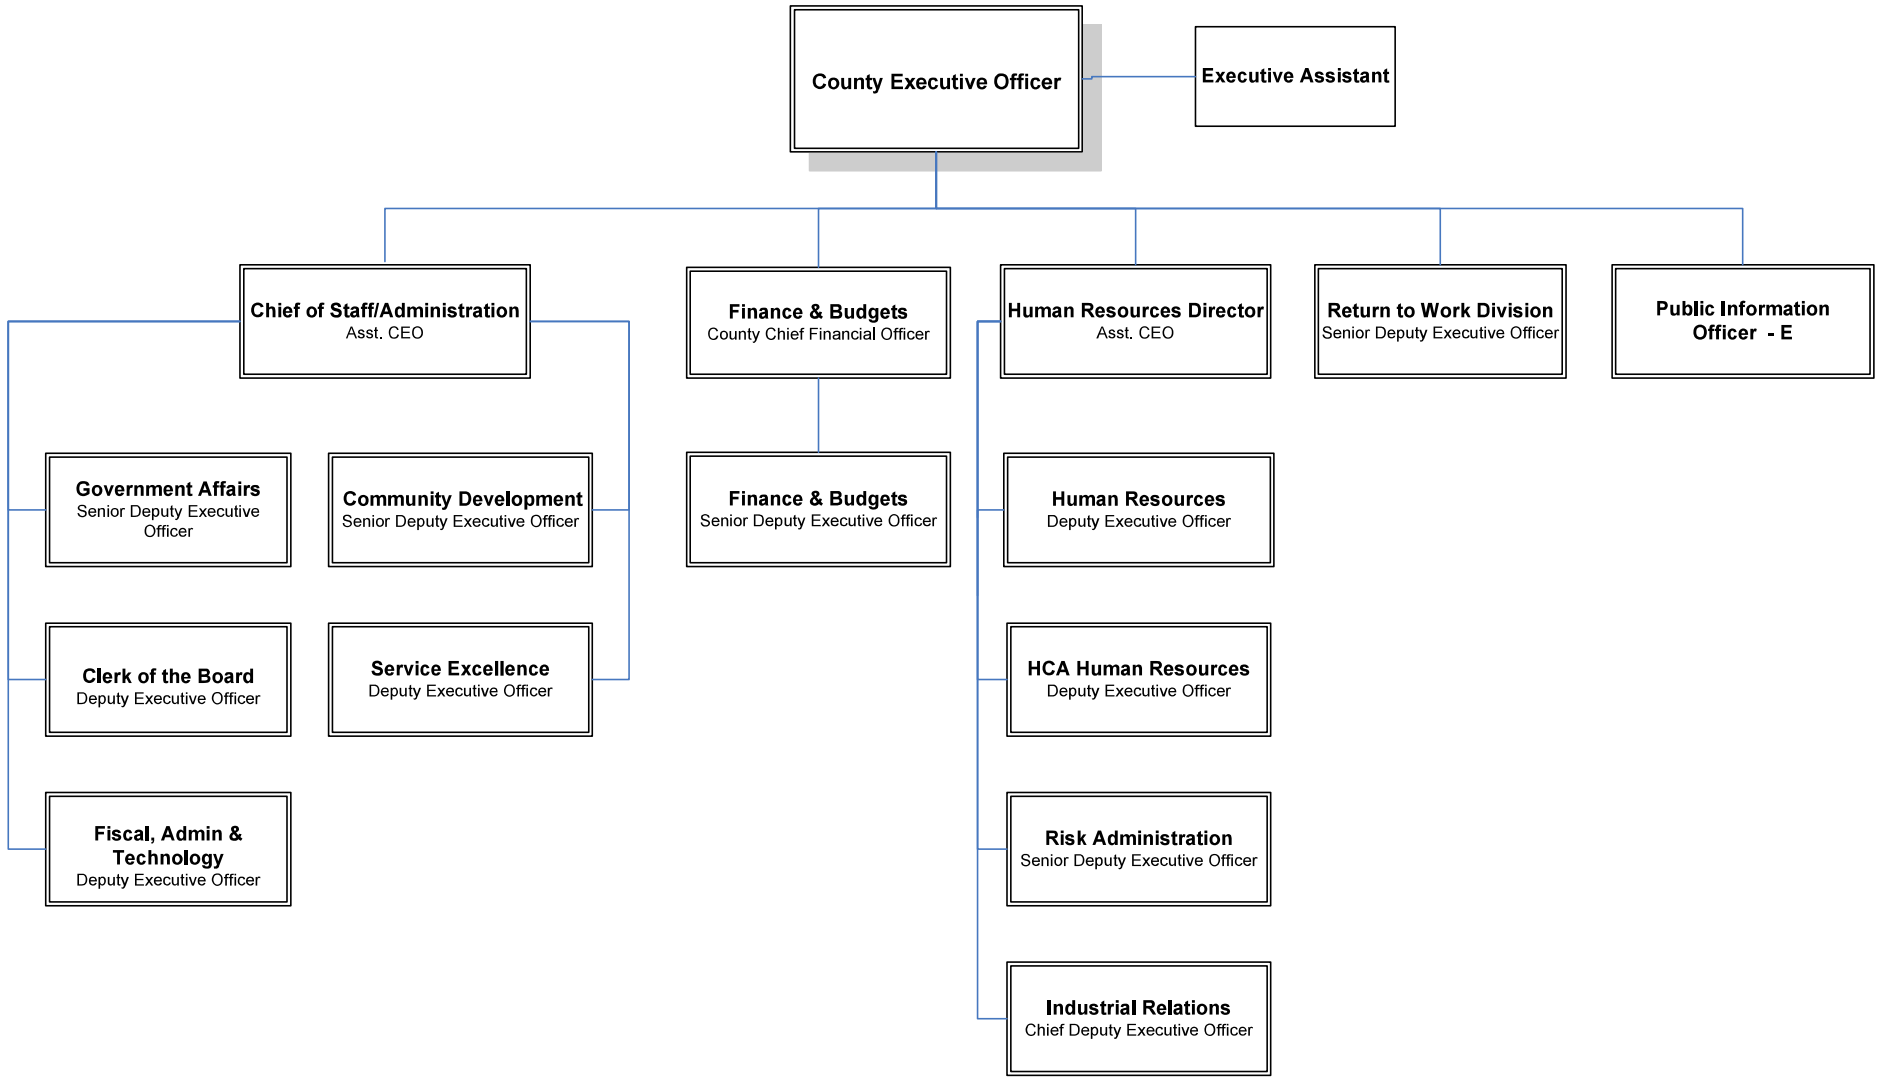 County Executive Officer
Executive Assistant
Chief of Staff/Administration
Asst. CEO
Finance & Budgets
County Chief Financial Officer
Human Resources Director
Asst. CEO
Return to Work Division
Senior Deputy Executive Officer
Public Information
Officer - E
Government Affairs
Senior Deputy Executive
Officer
Community Development
Senior Deputy Executive Officer
Finance & Budgets
Senior Deputy Executive Officer
Human Resources
Deputy Executive Officer
Clerk of the Board
Deputy Executive Officer
Service Excellence
Deputy Executive Officer
HCA Human Resources
Deputy Executive Officer
Fiscal, Admin &
Technology
Deputy Executive Officer
Risk Administration
Senior Deputy Executive Officer
Industrial Relations
Chief Deputy Executive Officer